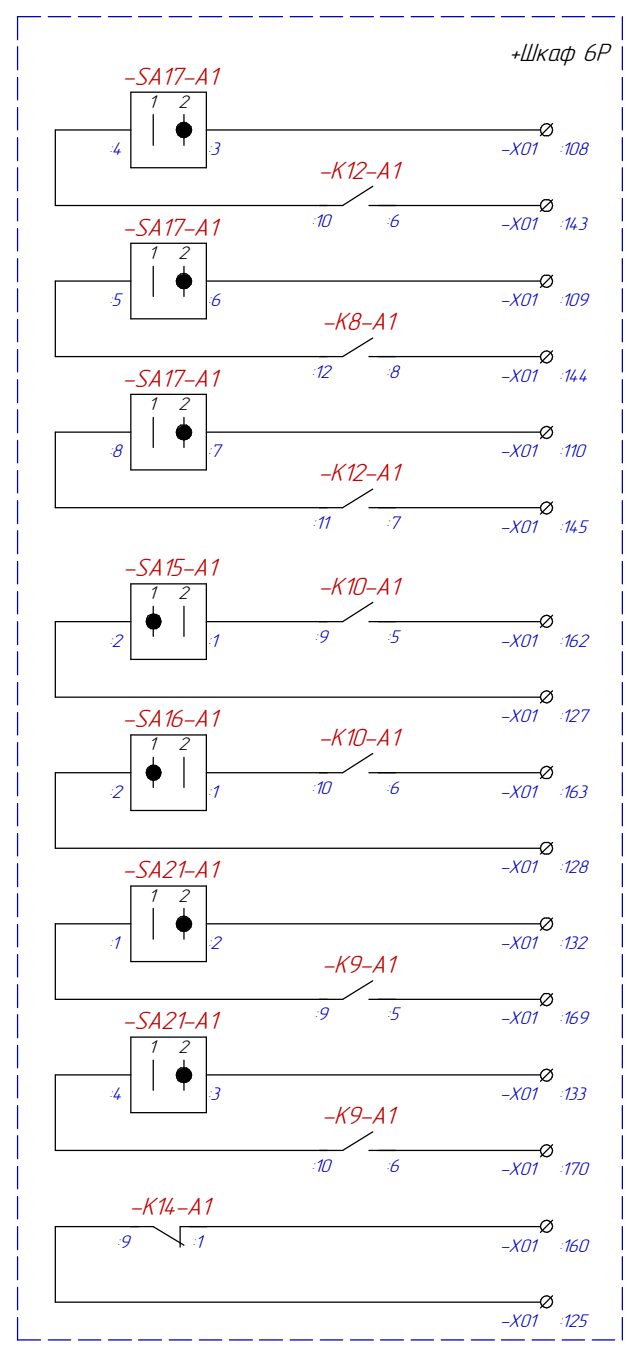 +Шкаф 6Р
-SA17-A1
1 2
:4 :3 -X01 :108
-K12-A1
:10 :6 -X01 :143
-SA17-A1
1 2
:5 :6 -X01 :109
-K8-A1
:12 :8 -X01 :144
-SA17-A1
1 2
:8 :7 -X01 :110
-K12-A1
:11 :7 -X01 :145
-SA15-A1 -K10-A1
1 2
:2 :1 :9 :5 -X01 :162
-X01 :127
-SA16-A1 -K10-A1
1 2
:2 :1 :10 :6 -X01 :163
-X01 :128
-SA21-A1
1 2
:1 :2 -X01 :132
-K9-A1
:9 :5 -X01 :169
-SA21-A1
1 2
:4 :3 -X01 :133
-K9-A1
:10 :6 -X01 :170
-K14-A1
:9 :1 -X01 :160
-X01 :125